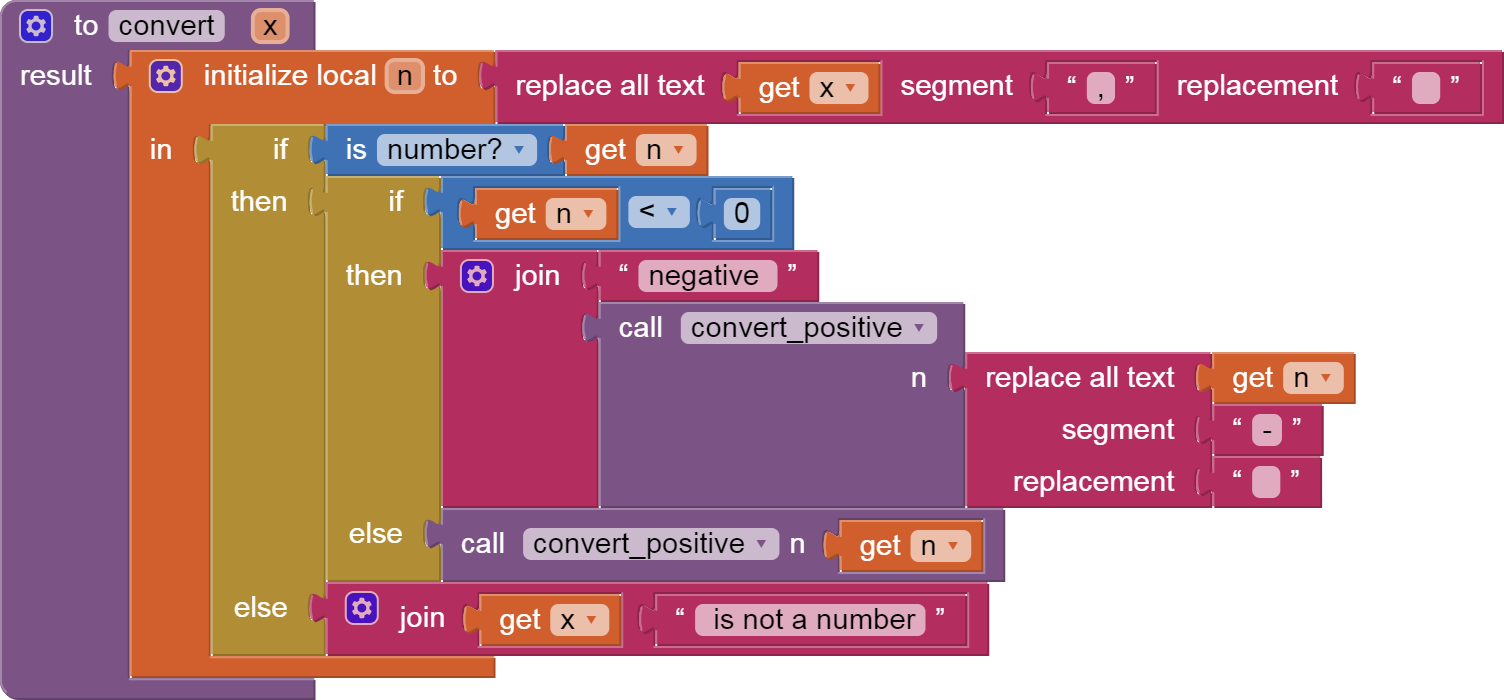 to convert x
result initialize local n to replace all text get x segment “ , ” replacement “ ”
in if is number? get n
then if get n < 0
then join “ negative ”
call convert_positive
n replace all text get n
segment “ - ”
replacement “ ”
else call convert_positive n get n
else join get x “ is not a number ”